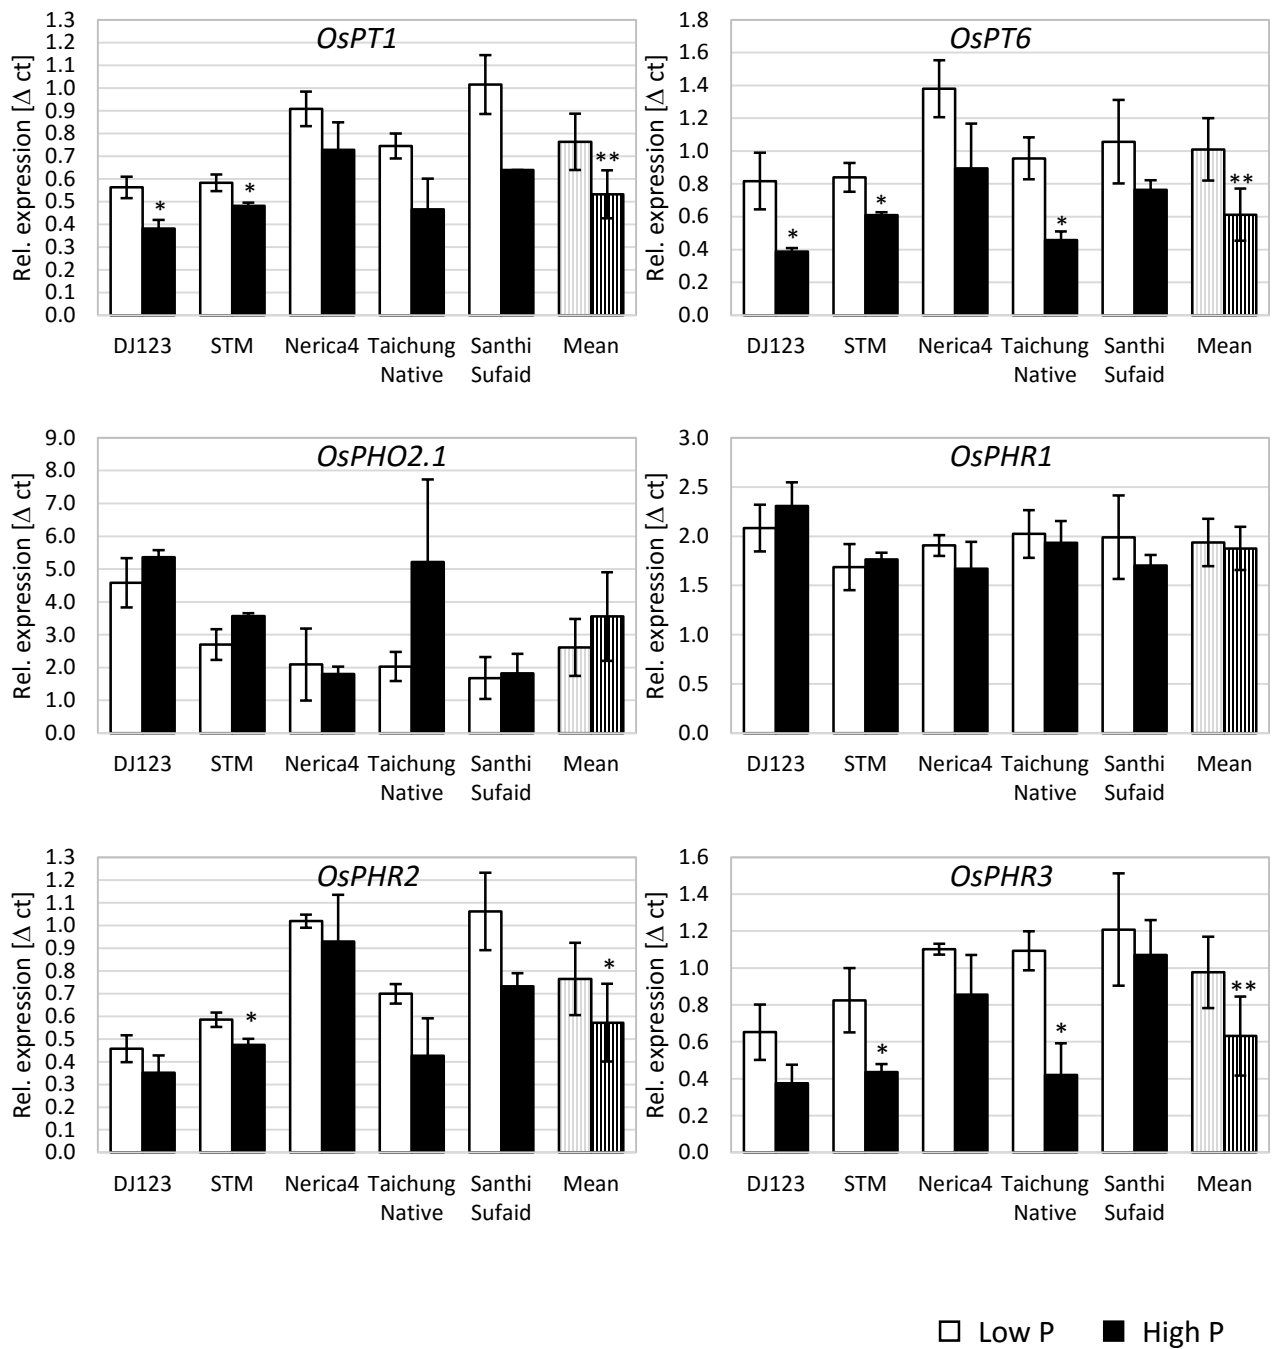 OsPT1
Rel. expression [Δ ct]
1.3
1.2
1.1
1.0
0.9
0.8
0.7
0.6
0.5
0.4
0.3
0.2
0.1
0.0
* * **
DJ123 STM Nerica4 Taichung Native Santhi Sufaid Mean
OsPT6
Rel. expression [Δ ct]
1.8
1.6
1.4
1.2
1.0
0.8
0.6
0.4
0.2
0.0
* * * **
DJ123 STM Nerica4 Taichung Native Santhi Sufaid Mean
OsPHO2.1
Rel. expression [Δ ct]
9.0
8.0
7.0
6.0
5.0
4.0
3.0
2.0
1.0
0.0
DJ123 STM Nerica4 Taichung Native Santhi Sufaid Mean
OsPHR1
Rel. expression [Δ ct]
3.0
2.5
2.0
1.5
1.0
0.5
0.0
DJ123 STM Nerica4 Taichung Native Santhi Sufaid Mean
OsPHR2
Rel. expression [Δ ct]
1.3
1.2
1.1
1.0
0.9
0.8
0.7
0.6
0.5
0.4
0.3
0.2
0.1
0.0
* *
DJ123 STM Nerica4 Taichung Native Santhi Sufaid Mean
OsPHR3
Rel. expression [Δ ct]
1.6
1.4
1.2
1.0
0.8
0.6
0.4
0.2
0.0
* * **
DJ123 STM Nerica4 Taichung Native Santhi Sufaid Mean
Low P High P